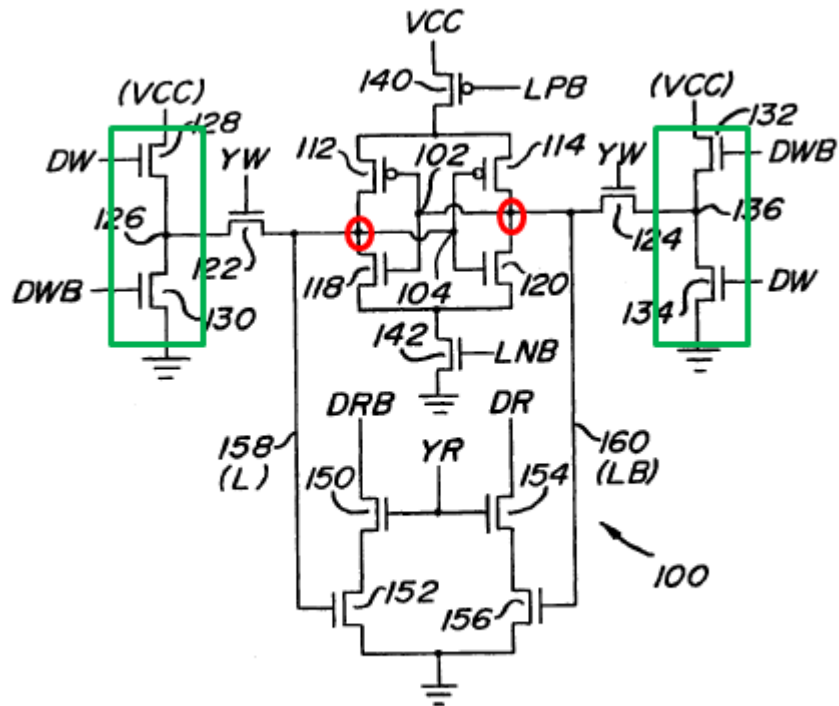 VCC
140
LPB
(VCC)
128
DW
YW
126
122
DWB
130
112
102
114
118
104
120
142
LNB
(VCC)
132
DWB
YW
124
136
134
DW
158
(L)
DRB
DR
YR
150
154
160
(LB)
152
156
100